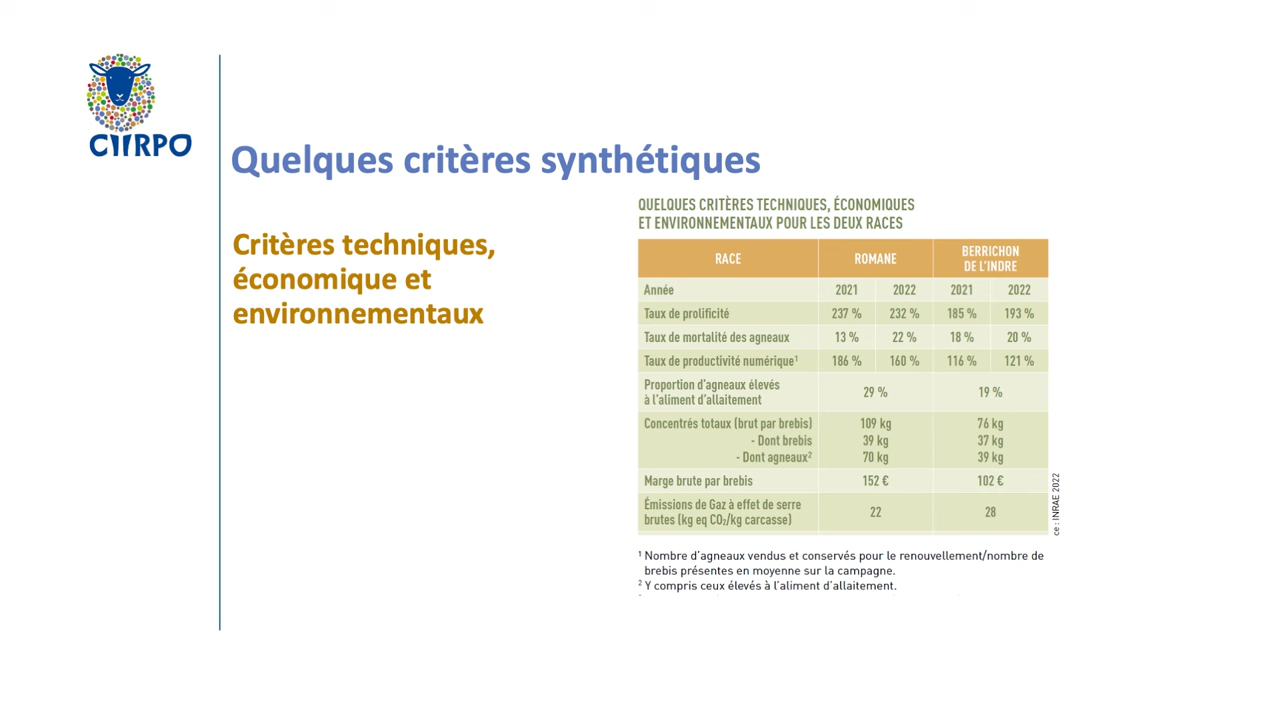 CIIRPO
Quelques critères synthétiques
Critères techniques,
économique et
environnementaux
QUELQUES CRITÈRES TECHNIQUES, ÉCONOMIQUES
ET ENVIRONNEMENTAUX POUR LES DEUX RACES
RACE ROMANE BERRICHON
DE L'INDRE
Année 2021 2022 2021 2022
Taux de prolificité 237 % 232 % 185 % 193 %
Taux de mortalité des agneaux 13 % 22 % 18 % 20 %
Taux de productivité numérique¹ 186 % 160 % 116 % 121 %
Proportion d'agneaux élevés
à l'aliment d'allaitement 29 % 19 %
Concentrés totaux (brut par brebis) 109 kg 76 kg
- Dont brebis 39 kg 37 kg
- Dont agneaux² 70 kg 39 kg
Marge brute par brebis 152 € 102 €
Émissions de Gaz à effet de serre
brutes (kg eq CO₂/kg carcasse) 22 28
ce : INRAE 2022
¹ Nombre d'agneaux vendus et conservés pour le renouvellement/nombre de
brebis présentes en moyenne sur la campagne.
² Y compris ceux élevés à l'aliment d'allaitement.